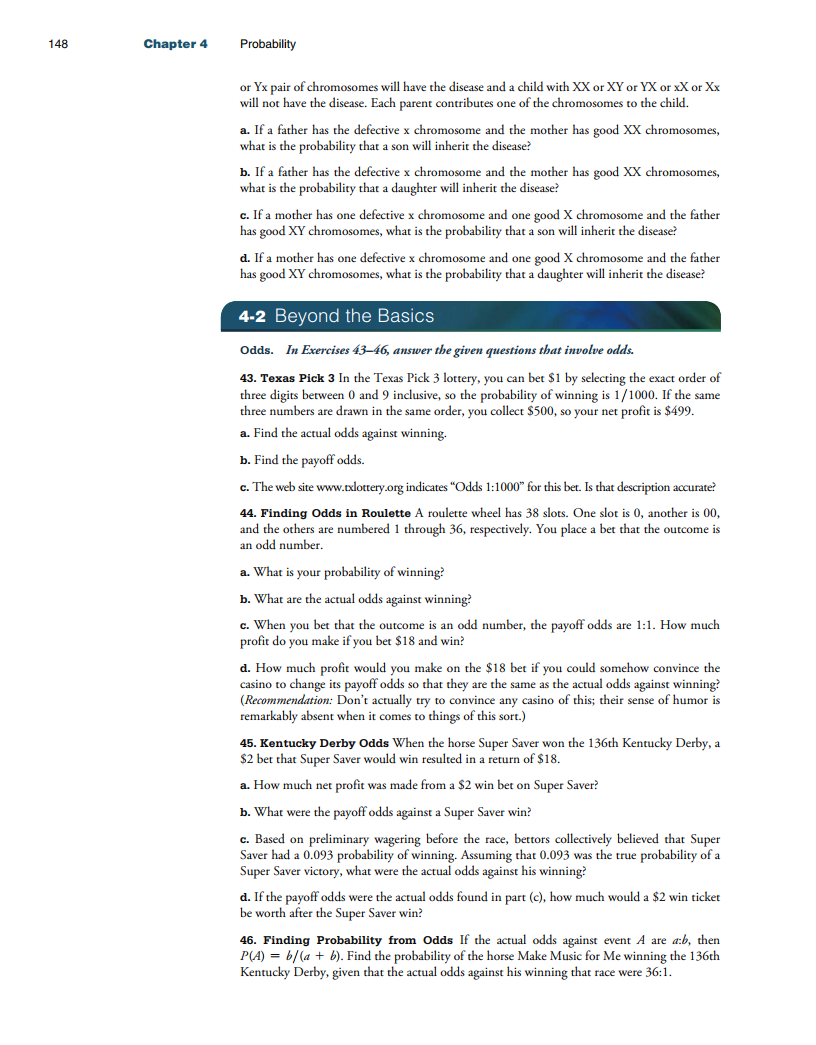 148 Chapter 4 Probability
or Yx pair of chromosomes will have the disease and a child with XX or XY or YX or xX or Xx
will not have the disease. Each parent contributes one of the chromosomes to the child.
a. If a father has the defective x chromosome and the mother has good XX chromosomes,
what is the probability that a son will inherit the disease?
b. If a father has the defective x chromosome and the mother has good XX chromosomes,
what is the probability that a daughter will inherit the disease?
c. If a mother has one defective x chromosome and one good X chromosome and the father
has good XY chromosomes, what is the probability that a son will inherit the disease?
d. If a mother has one defective x chromosome and one good X chromosome and the father
has good XY chromosomes, what is the probability that a daughter will inherit the disease?
4-2 Beyond the Basics
Odds. In Exercises 43–46, answer the given questions that involve odds.
43. Texas Pick 3 In the Texas Pick 3 lottery, you can bet $1 by selecting the exact order of
three digits between 0 and 9 inclusive, so the probability of winning is 1/1000. If the same
three numbers are drawn in the same order, you collect $500, so your net profit is $499.
a. Find the actual odds against winning.
b. Find the payoff odds.
c. The web site www.txlottery.org indicates “Odds 1:1000” for this bet. Is that description accurate?
44. Finding Odds in Roulette A roulette wheel has 38 slots. One slot is 0, another is 00,
and the others are numbered 1 through 36, respectively. You place a bet that the outcome is
an odd number.
a. What is your probability of winning?
b. What are the actual odds against winning?
c. When you bet that the outcome is an odd number, the payoff odds are 1:1. How much
profit do you make if you bet $18 and win?
d. How much profit would you make on the $18 bet if you could somehow convince the
casino to change its payoff odds so that they are the same as the actual odds against winning?
(Recommendation: Don’t actually try to convince any casino of this; their sense of humor is
remarkably absent when it comes to things of this sort.)
45. Kentucky Derby Odds When the horse Super Saver won the 136th Kentucky Derby, a
$2 bet that Super Saver would win resulted in a return of $18.
a. How much net profit was made from a $2 win bet on Super Saver?
b. What were the payoff odds against a Super Saver win?
c. Based on preliminary wagering before the race, bettors collectively believed that Super
Saver had a 0.093 probability of winning. Assuming that 0.093 was the true probability of a
Super Saver victory, what were the actual odds against his winning?
d. If the payoff odds were the actual odds found in part (c), how much would a $2 win ticket
be worth after the Super Saver win?
46. Finding Probability from Odds If the actual odds against event A are a:b, then
P(A) = b/(a + b). Find the probability of the horse Make Music for Me winning the 136th
Kentucky Derby, given that the actual odds against his winning that race were 36:1.